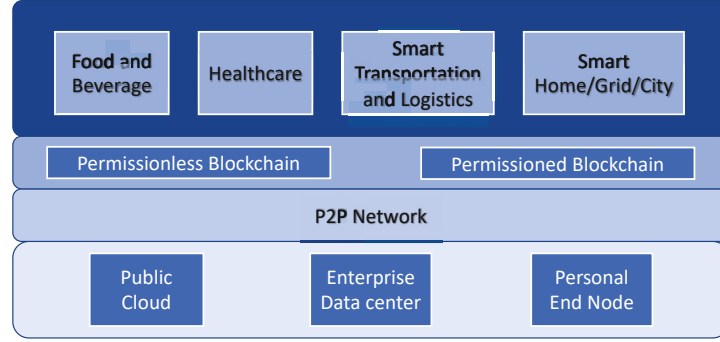 Food and
Beverage
Healthcare
Smart
Transportation
and Logistics
Smart
Home/Grid/City
Permissionless Blockchain
Permissioned Blockchain
P2P Network
Public
Cloud
Enterprise
Data center
Personal
End Node